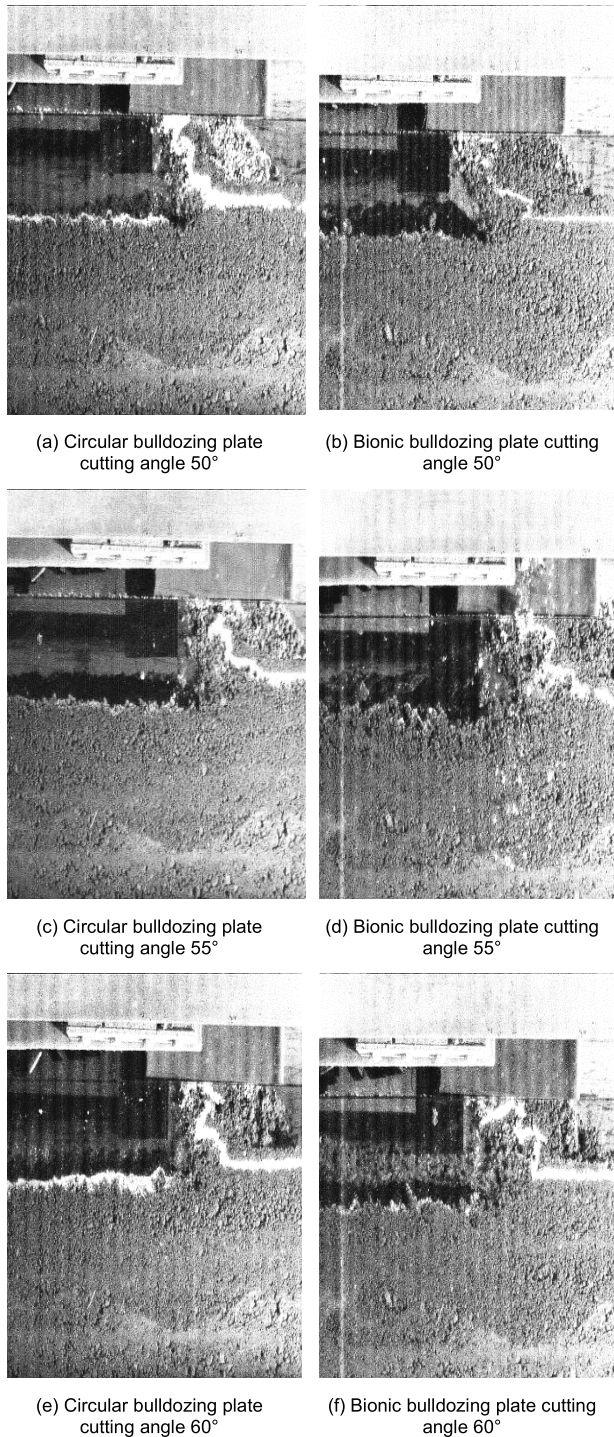 (a) Circular bulldozing plate
cutting angle 50°
(b) Bionic bulldozing plate cutting
angle 50°
(c) Circular bulldozing plate
cutting angle 55°
(d) Bionic bulldozing plate cutting
angle 55°
(e) Circular bulldozing plate
cutting angle 60°
(f) Bionic bulldozing plate cutting
angle 60°